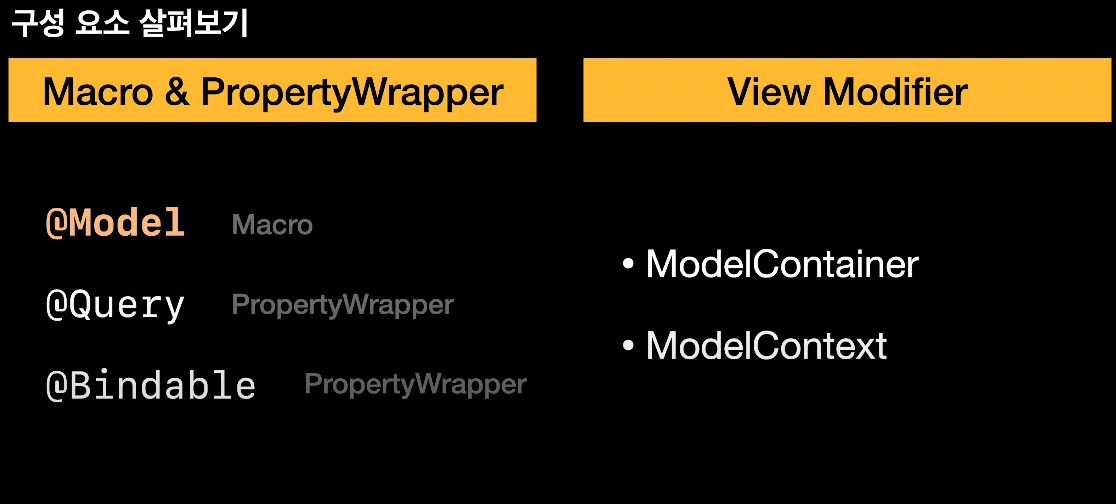 구성 요소 살펴보기
Macro & PropertyWrapper
@Model Macro
@Query PropertyWrapper
@Bindable PropertyWrapper
View Modifier
• ModelContainer
• ModelContext